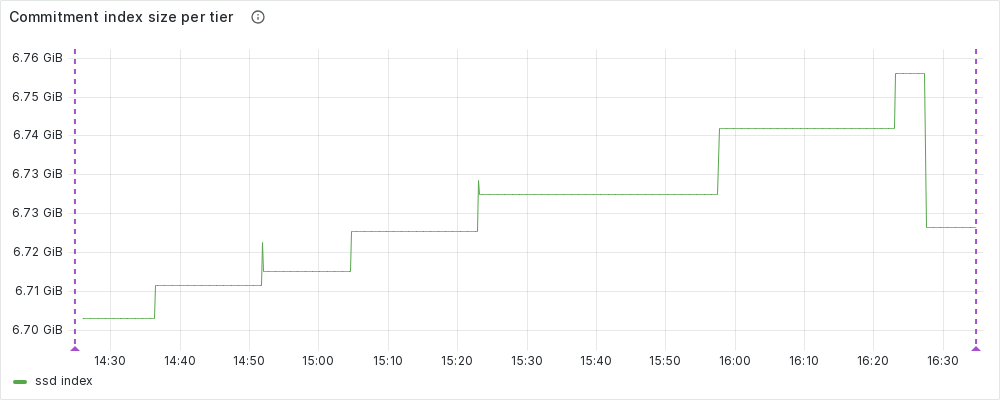 Commitment index size per tier
6.76 GiB
6.75 GiB
6.74 GiB
6.73 GiB
6.73 GiB
6.72 GiB
6.71 GiB
6.70 GiB
14:30 14:40 14:50 15:00 15:10 15:20 15:30 15:40 15:50 16:00 16:10 16:20 16:30
ssd index